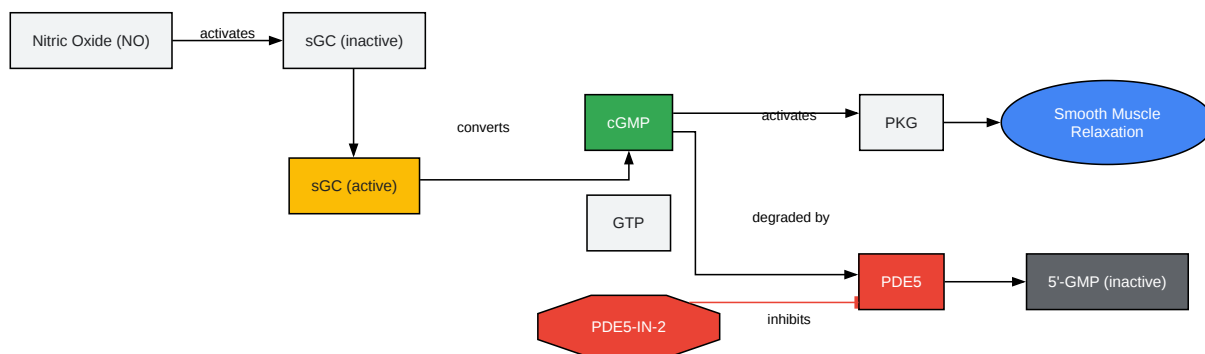 Nitric Oxide (NO)
activates
sGC (inactive)
converts
cGMP
activates
PKG
Smooth Muscle
Relaxation
sGC (active)
GTP
degraded by
PDE5
5'-GMP (inactive)
PDE5-IN-2
inhibits